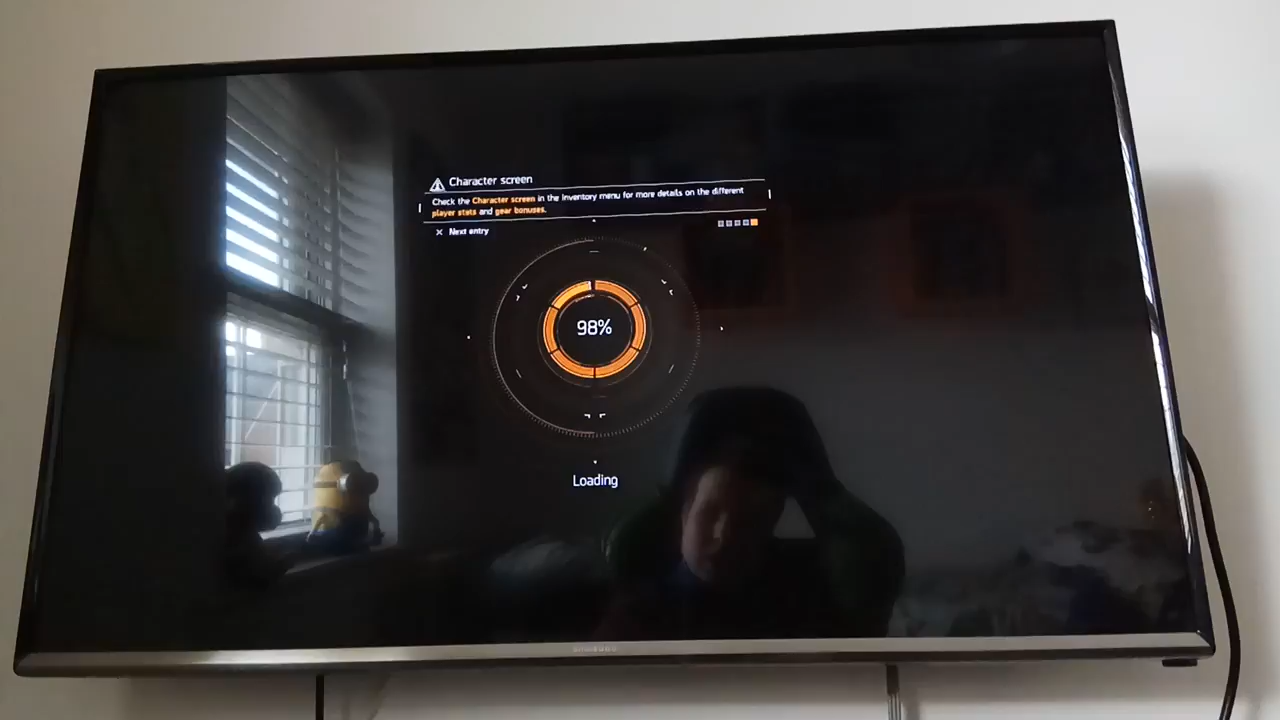 Character screen
Check the Character screen in the Inventory menu for more details on the different
player stats and gear bonuses.
× Next entry
98%
Loading
SAMSUNG